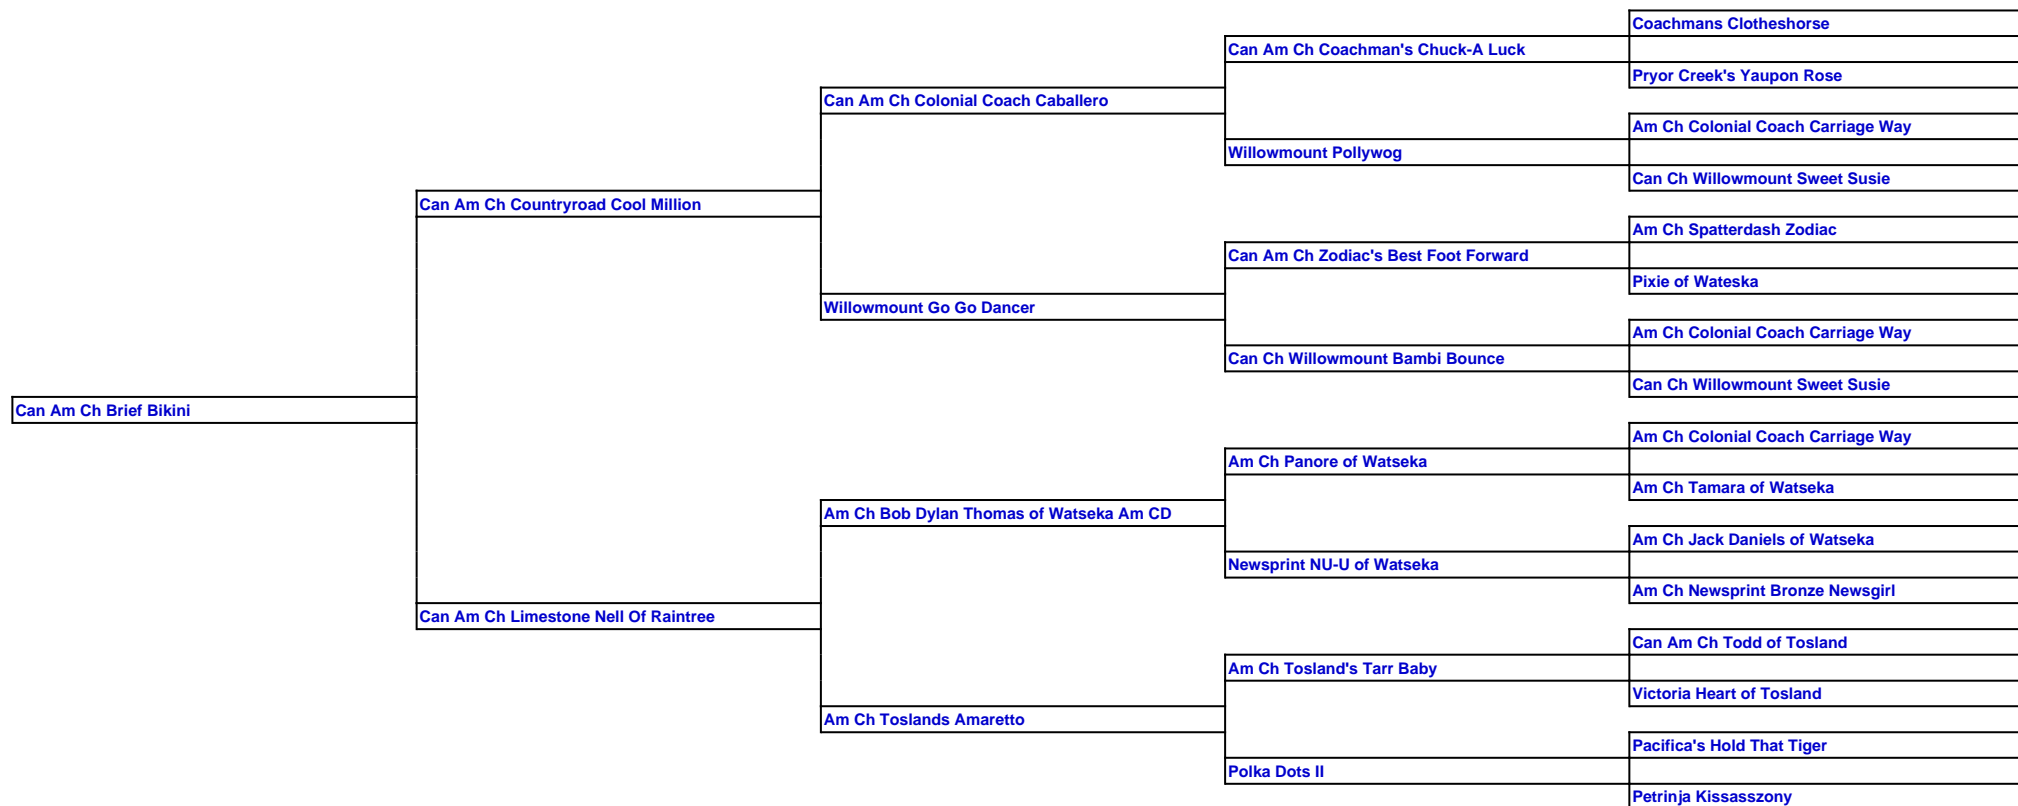 Coachmans Clotheshorse
Can Am Ch Coachman's Chuck-A Luck
Pryor Creek's Yaupon Rose
Can Am Ch Colonial Coach Caballero
Am Ch Colonial Coach Carriage Way
Willowmount Pollywog
Can Ch Willowmount Sweet Susie
Can Am Ch Countryroad Cool Million
Am Ch Spatterdash Zodiac
Can Am Ch Zodiac's Best Foot Forward
Pixie of Wateska
Willowmount Go Go Dancer
Am Ch Colonial Coach Carriage Way
Can Ch Willowmount Bambi Bounce
Can Ch Willowmount Sweet Susie
Can Am Ch Brief Bikini
Am Ch Colonial Coach Carriage Way
Am Ch Panore of Watseka
Am Ch Tamara of Watseka
Am Ch Bob Dylan Thomas of Watseka Am CD
Am Ch Jack Daniels of Watseka
Newsprint NU-U of Watseka
Am Ch Newsprint Bronze Newsgirl
Can Am Ch Limestone Nell Of Raintree
Can Am Ch Todd of Tosland
Am Ch Tosland's Tarr Baby
Victoria Heart of Tosland
Am Ch Toslands Amaretto
Pacifica's Hold That Tiger
Polka Dots II
Petrinja Kissasszony